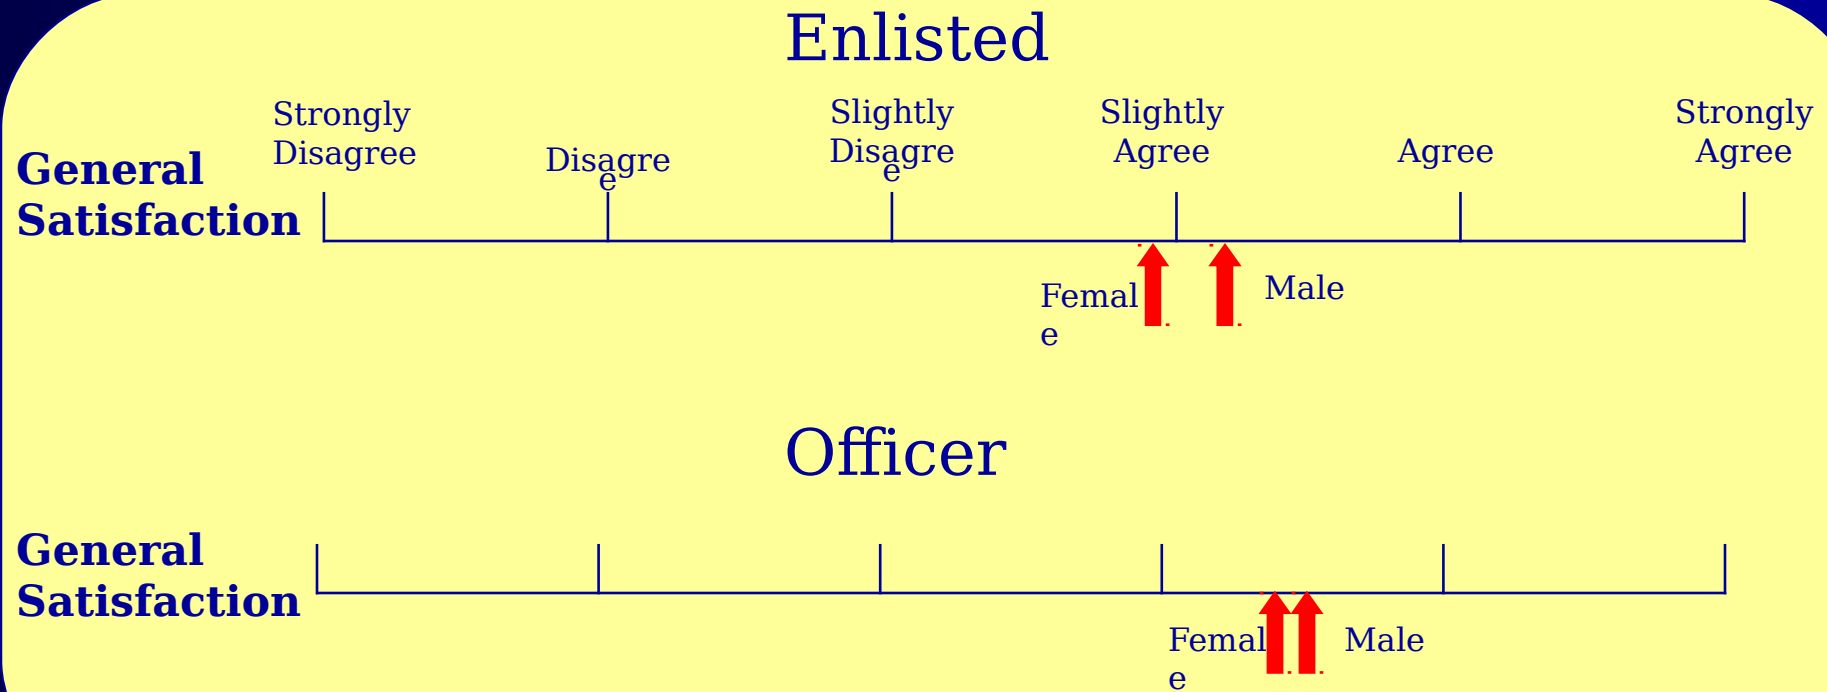 Enlisted
Strongly
Disagree
Disagre
e
Slightly
Disagre
e
Slightly
Agree
Agree
Strongly
Agree
General
Satisfaction
Femal
e
Male
Officer
General
Satisfaction
Femal
e
Male